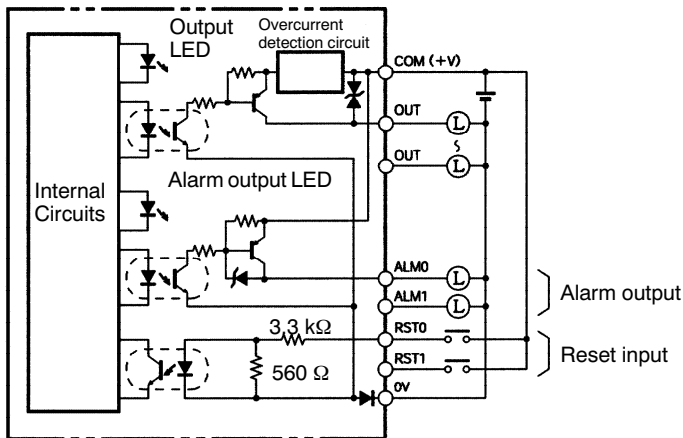 Output
LED
Overcurrent
detection circuit
COM (+V)
OUT
L
OUT
L
Internal
Circuits
Alarm output LED
ALM0
L
ALM1
L
Alarm output
3.3 kΩ
RST0
560 Ω
RST1
Reset input
0V